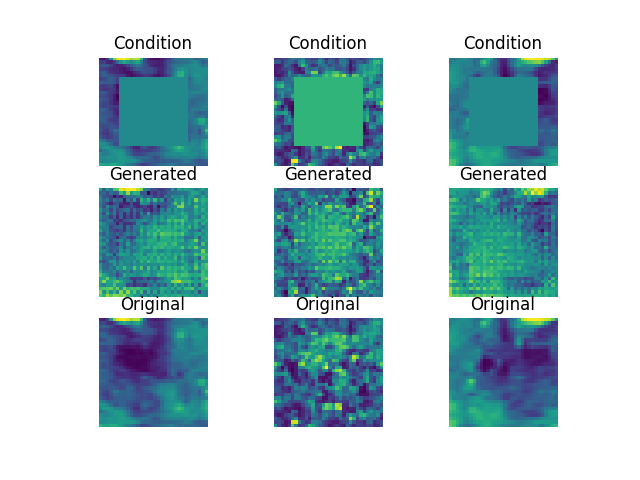 Condition Condition Condition
Generated Generated Generated
Original Original Original